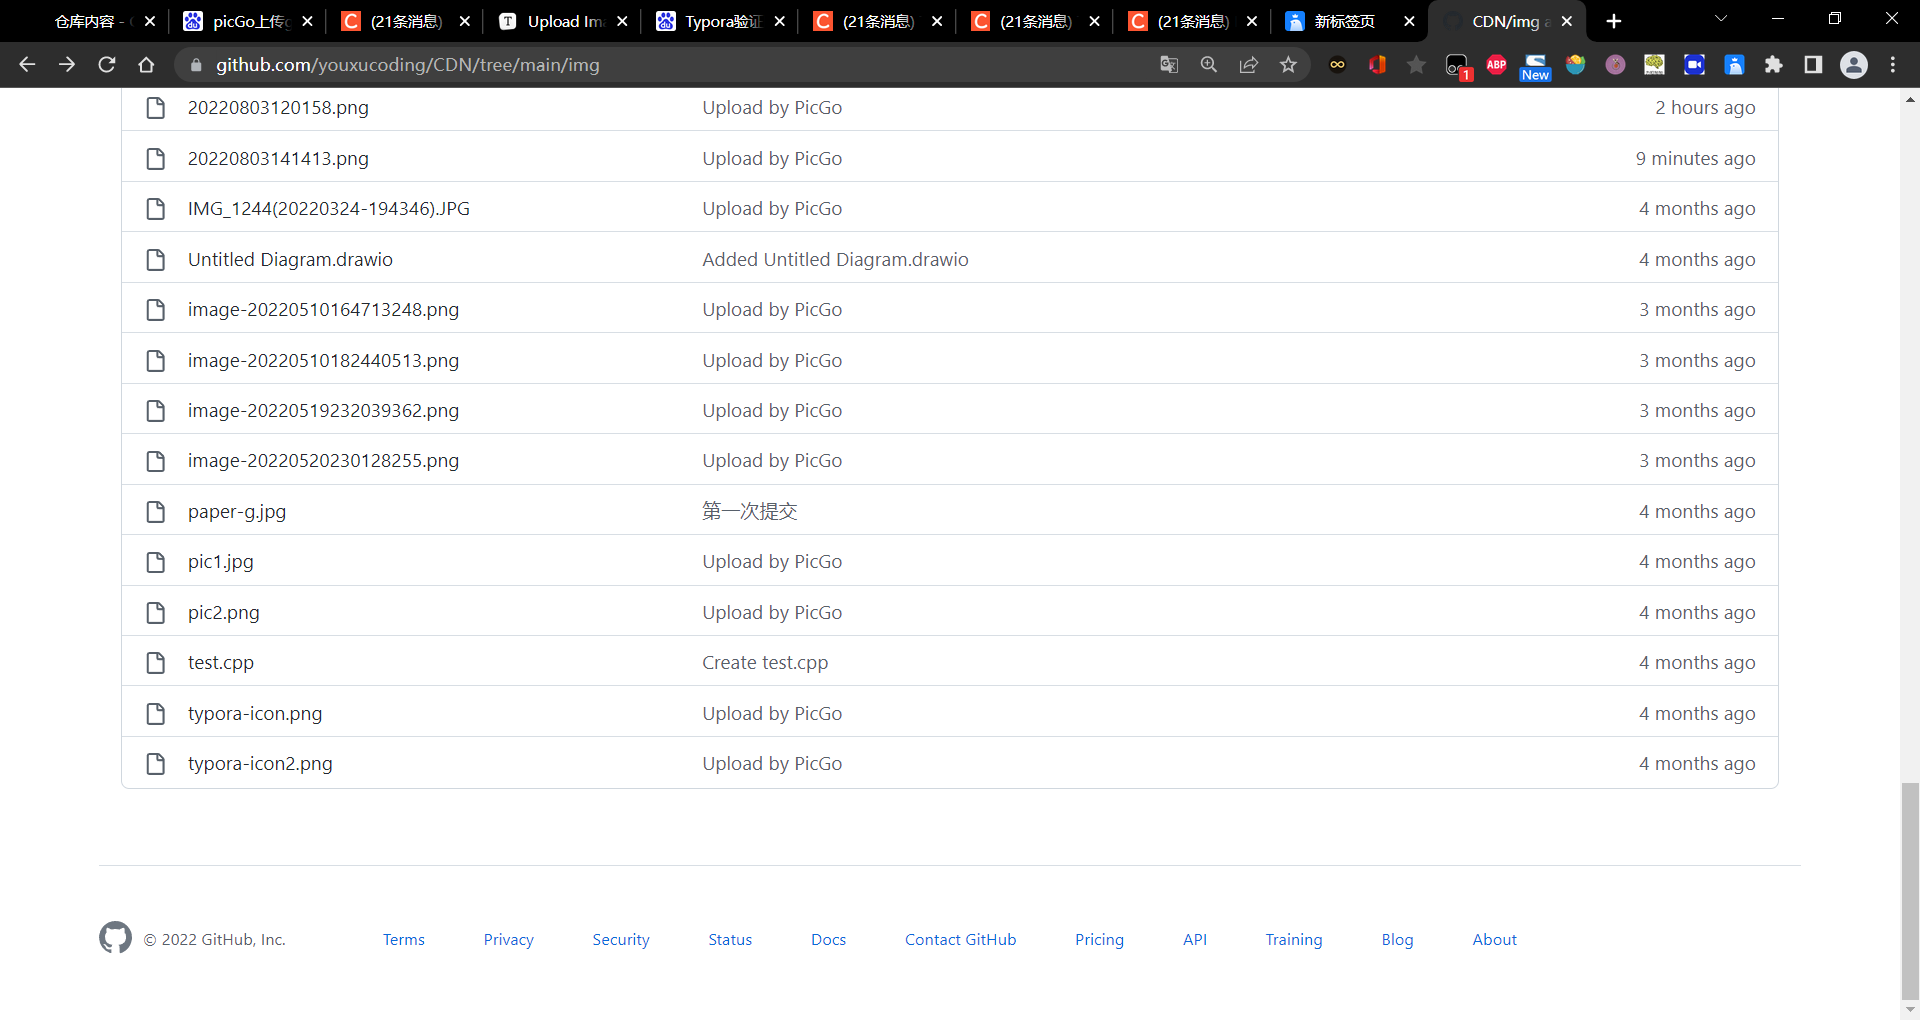 仓库内容 -
picGo上传
(21条消息)
Upload Im
Typora验证
(21条消息)
(21条消息)
(21条消息)
新标签页
CDN/img a
github.com/youxucoding/CDN/tree/main/img
1
ABP
New
20220803120158.png Upload by PicGo 2 hours ago
20220803141413.png Upload by PicGo 9 minutes ago
IMG_1244(20220324-194346).JPG Upload by PicGo 4 months ago
Untitled Diagram.drawio Added Untitled Diagram.drawio 4 months ago
image-20220510164713248.png Upload by PicGo 3 months ago
image-20220510182440513.png Upload by PicGo 3 months ago
image-20220519232039362.png Upload by PicGo 3 months ago
image-20220520230128255.png Upload by PicGo 3 months ago
paper-g.jpg 第一次提交 4 months ago
pic1.jpg Upload by PicGo 4 months ago
pic2.png Upload by PicGo 4 months ago
test.cpp Create test.cpp 4 months ago
typora-icon.png Upload by PicGo 4 months ago
typora-icon2.png Upload by PicGo 4 months ago
© 2022 GitHub, Inc. Terms Privacy Security Status Docs Contact GitHub Pricing API Training Blog About